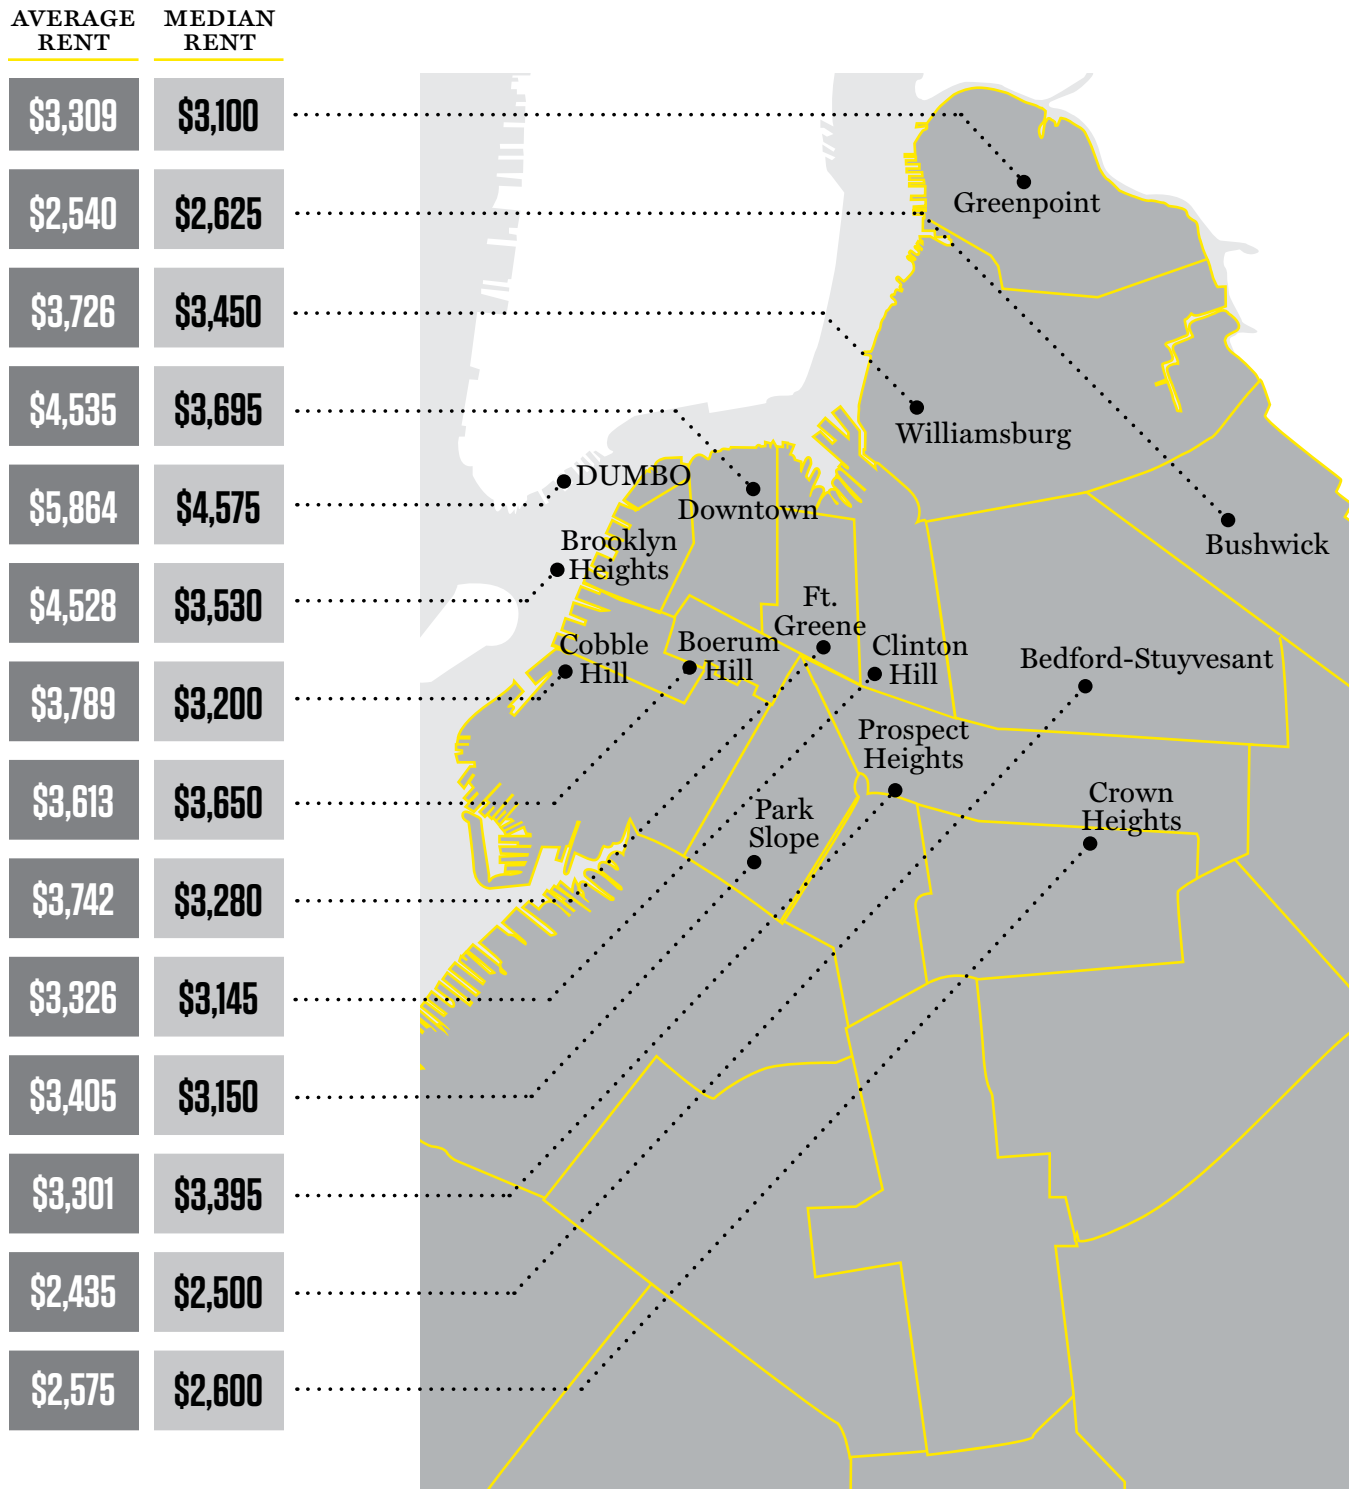 AVERAGE
RENT
MEDIAN
RENT
$3,309
$3,100
$2,540
$2,625
$3,726
$3,450
$4,535
$3,695
$5,864
$4,575
$4,528
$3,530
$3,789
$3,200
$3,613
$3,650
$3,742
$3,280
$3,326
$3,145
$3,405
$3,150
$3,301
$3,395
$2,435
$2,500
$2,575
$2,600
Greenpoint
Williamsburg
DUMBO
Downtown
Bushwick
Brooklyn
Heights
Ft.
Greene
Cobble
Hill
Boerum
Hill
Clinton
Hill
Bedford-Stuyvesant
Prospect
Heights
Park
Slope
Crown
Heights